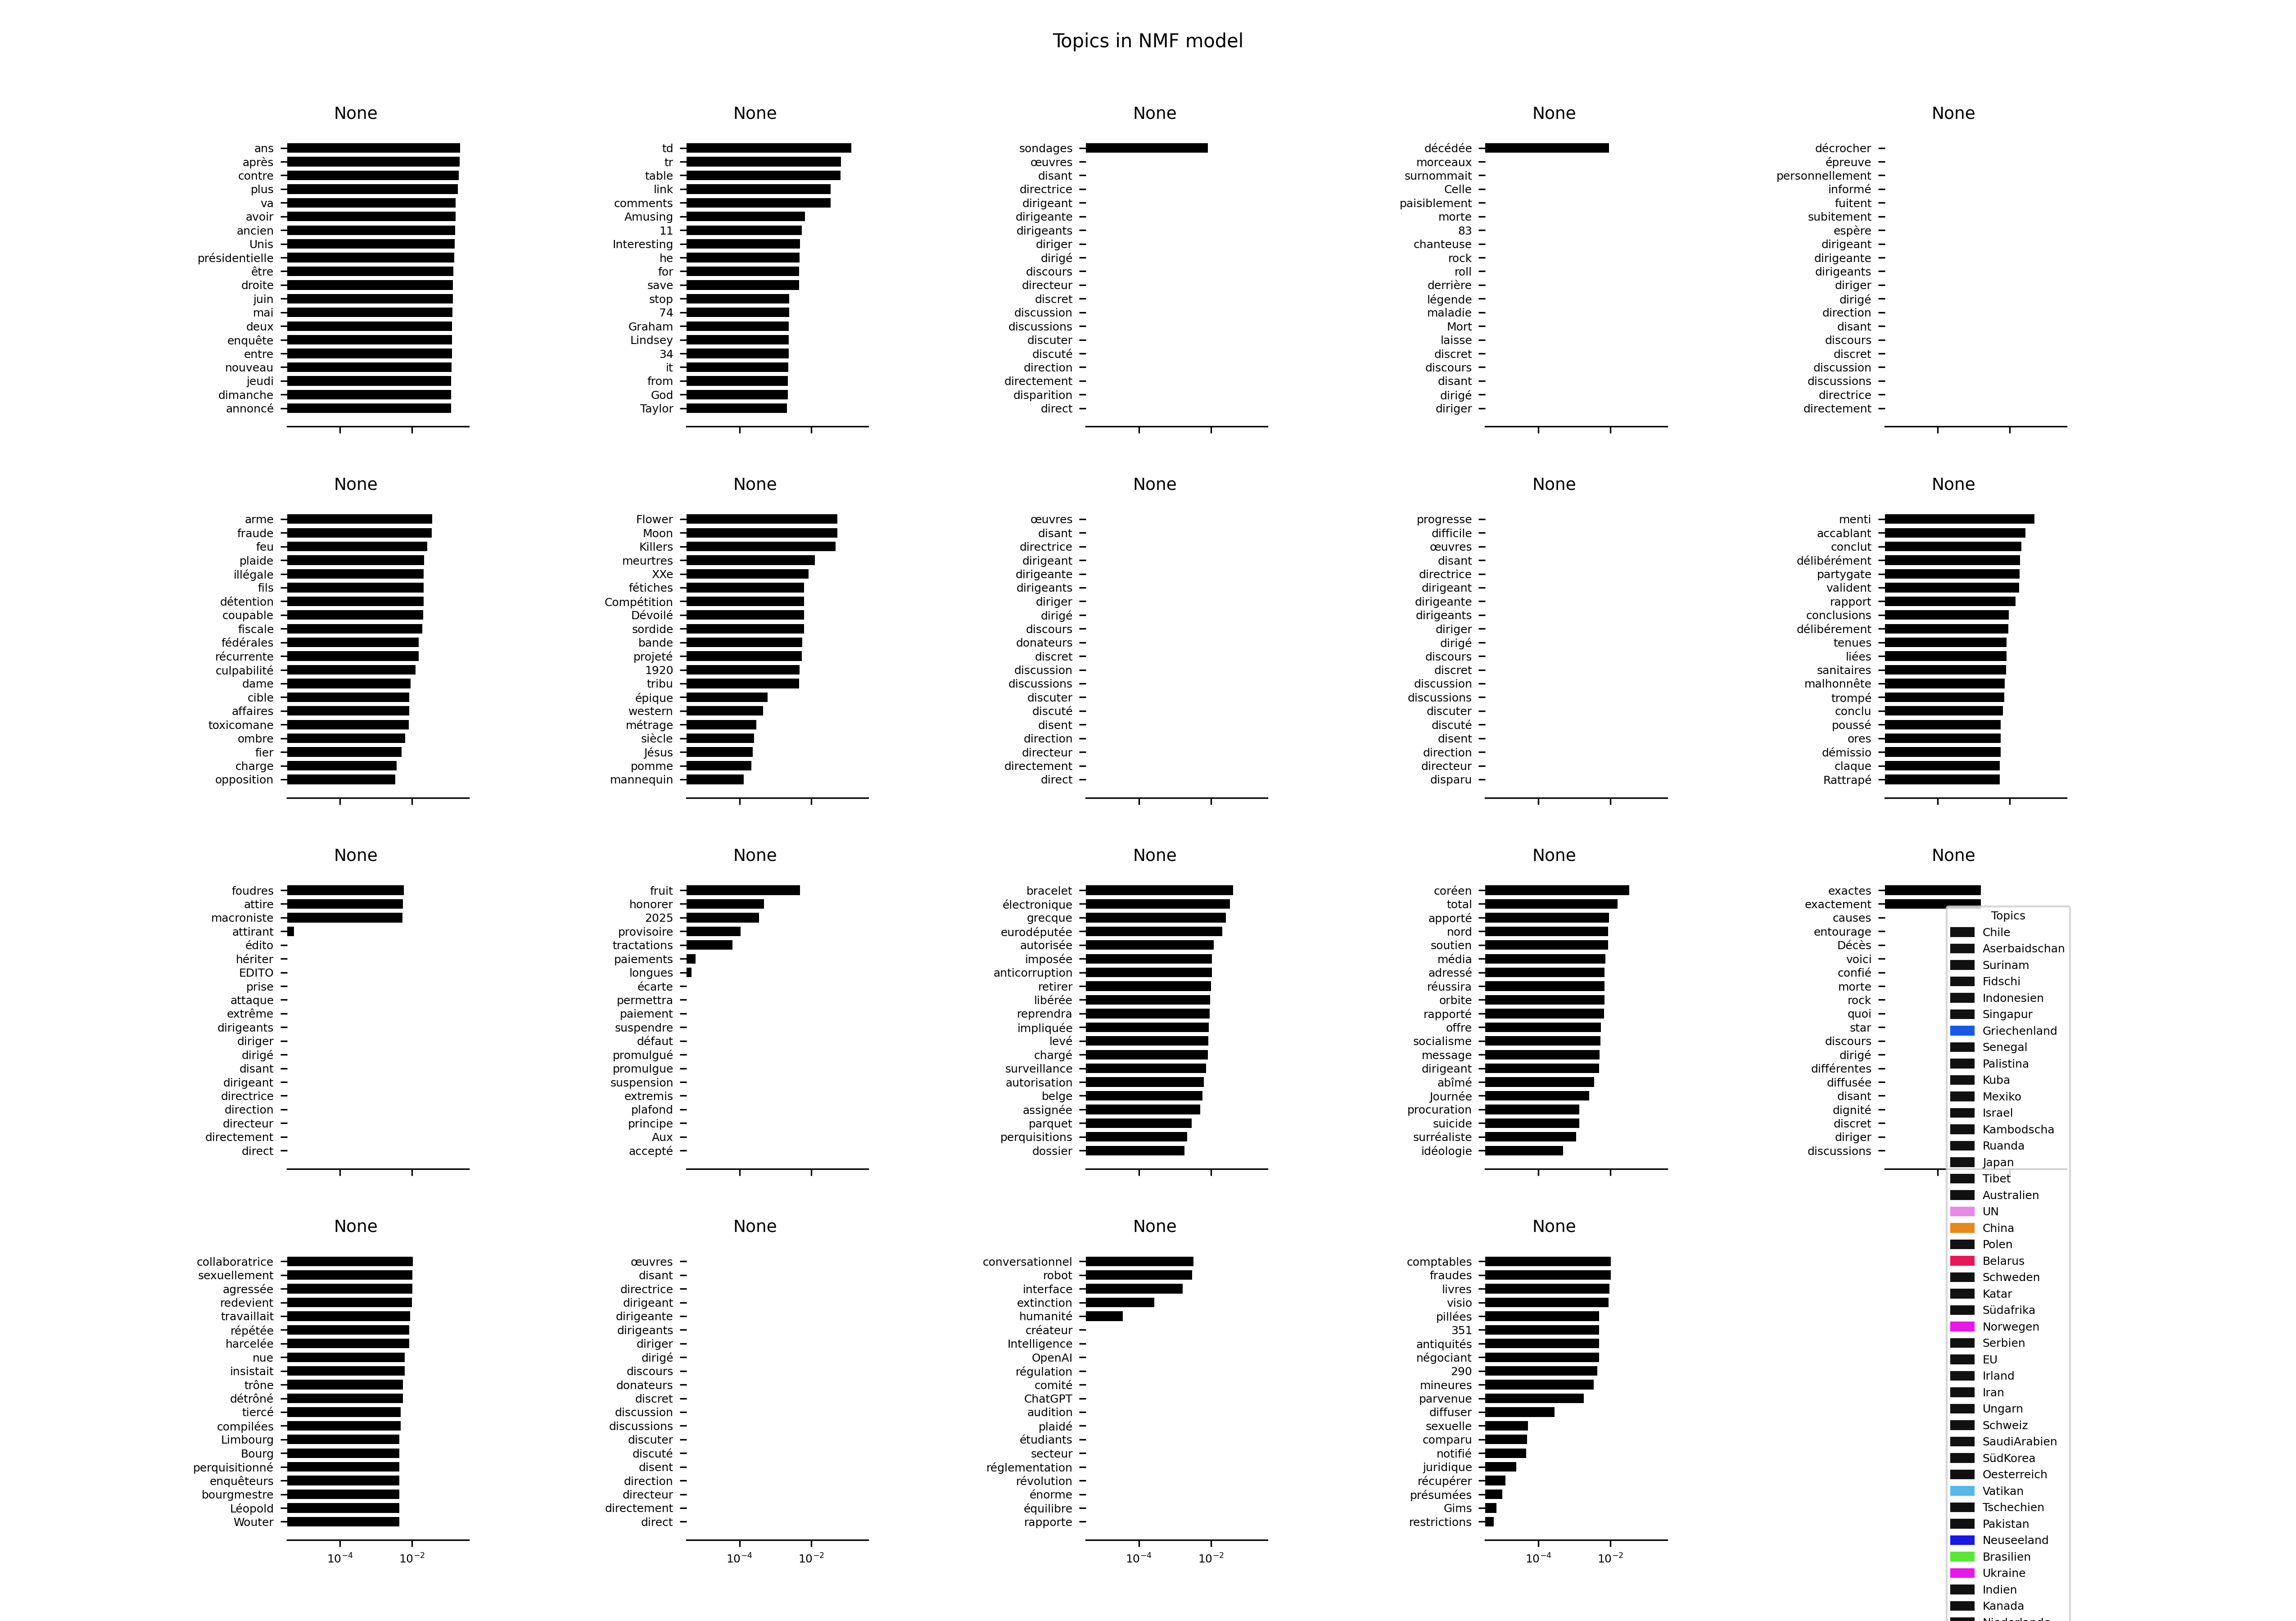 Topics in NMF model
None
ans
après
contre
plus
va
avoir
ancien
Unis
présidentielle
être
droite
juin
mai
deux
enquête
entre
nouveau
jeudi
dimanche
annoncé
None
td
tr
table
link
comments
Amusing
11
Interesting
he
for
save
stop
74
Graham
Lindsey
34
it
from
God
Taylor
None
sondages
œuvres
disant
directrice
dirigeant
dirigeante
dirigeants
diriger
dirigé
discours
directeur
discret
discussion
discussions
discuter
discuté
direction
directement
disparition
direct
None
décédée
morceaux
surnommait
Celle
paisiblement
morte
83
chanteuse
rock
roll
derrière
légende
maladie
Mort
laisse
discret
discours
disant
dirigé
diriger
None
décrocher
épreuve
personnellement
informé
fuitent
subitement
espère
dirigeant
dirigeante
dirigeants
diriger
dirigé
direction
disant
discours
discret
discussion
discussions
directrice
directement
None
arme
fraude
feu
plaide
illégale
fils
détention
coupable
fiscale
fédérales
récurrente
culpabilité
dame
cible
affaires
toxicomane
ombre
fier
charge
opposition
None
Flower
Moon
Killers
meurtres
XXe
fétiches
Compétition
Dévoilé
sordide
bande
projeté
1920
tribu
épique
western
métrage
siècle
Jésus
pomme
mannequin
None
œuvres
disant
directrice
dirigeant
dirigeante
dirigeants
diriger
dirigé
discours
donateurs
discret
discussion
discussions
discuter
discuté
disent
direction
directeur
directement
direct
None
progresse
difficile
œuvres
disant
directrice
dirigeant
dirigeante
dirigeants
diriger
dirigé
discours
discret
discussion
discussions
discuter
discuté
disent
direction
directeur
disparu
None
menti
accablant
conclut
délibérément
partygate
valident
rapport
conclusions
délibérement
tenues
liées
sanitaires
malhonnête
trompé
conclu
poussé
ores
démissio
claque
Rattrapé
None
foudres
attire
macroniste
attirant
édito
hériter
EDITO
prise
attaque
extrême
dirigeants
diriger
dirigé
disant
dirigeant
directrice
direction
directeur
directement
direct
None
fruit
honorer
2025
provisoire
tractations
paiements
longues
écarte
permettra
paiement
suspendre
défaut
promulgué
promulgue
suspension
extremis
plafond
principe
Aux
accepté
None
bracelet
électronique
grecque
eurodéputée
autorisée
imposée
anticorruption
retirer
libérée
reprendra
impliquée
levé
chargé
surveillance
autorisation
belge
assignée
parquet
perquisitions
dossier
None
coréen
total
apporté
nord
soutien
média
adressé
réussira
orbite
rapporté
offre
socialisme
message
dirigeant
abîmé
Journée
procuration
suicide
surréaliste
idéologie
None
exactes
exactement
causes
entourage
Décès
voici
confié
morte
rock
quoi
star
discours
dirigé
différentes
diffusée
disant
dignité
discret
diriger
discussions
None
collaboratrice
sexuellement
agressée
redevient
travaillait
répétée
harcelée
nue
insistait
trône
détrôné
tiercé
compilées
Limbourg
Bourg
perquisitionné
enquêteurs
bourgmestre
Léopold
Wouter
10⁻⁴ 10⁻²
None
œuvres
disant
directrice
dirigeant
dirigeante
dirigeants
diriger
dirigé
discours
donateurs
discret
discussion
discussions
discuter
discuté
disent
direction
directeur
directement
direct
10⁻⁴ 10⁻²
None
conversationnel
robot
interface
extinction
humanité
créateur
Intelligence
OpenAI
régulation
comité
ChatGPT
audition
plaidé
étudiants
secteur
réglementation
révolution
énorme
équilibre
rapporte
10⁻⁴ 10⁻²
None
comptables
fraudes
livres
visio
pillées
351
antiquités
négociant
290
mineures
parvenue
diffuser
sexuelle
comparu
notifié
juridique
récupérer
présumées
Gims
restrictions
10⁻⁴ 10⁻²
Topics
Chile
Aserbaidschan
Surinam
Fidschi
Indonesien
Singapur
Griechenland
Senegal
Palistina
Kuba
Mexiko
Israel
Kambodscha
Ruanda
Japan
Tibet
Australien
UN
China
Polen
Belarus
Schweden
Katar
Südafrika
Norwegen
Serbien
EU
Irland
Iran
Ungarn
Schweiz
SaudiArabien
SüdKorea
Oesterreich
Vatikan
Tschechien
Pakistan
Neuseeland
Brasilien
Ukraine
Indien
Kanada